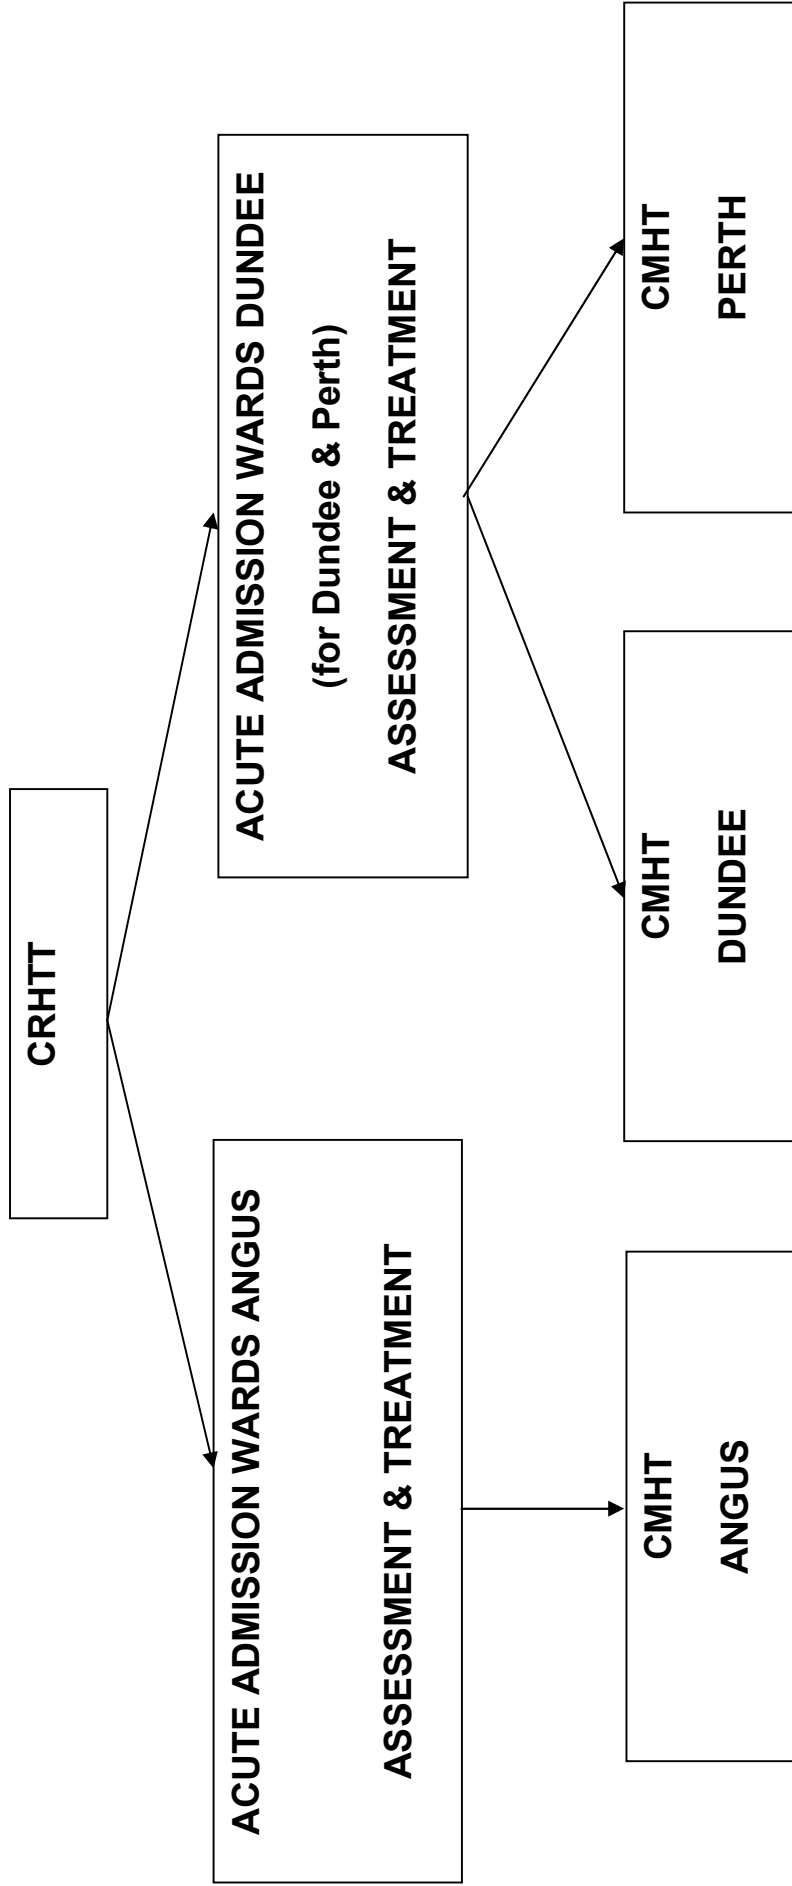 CRHTT
ACUTE ADMISSION WARDS ANGUS
ASSESSMENT & TREATMENT
ACUTE ADMISSION WARDS DUNDEE
(for Dundee & Perth)
ASSESSMENT & TREATMENT
CMHT
ANGUS
CMHT
DUNDEE
CMHT
PERTH